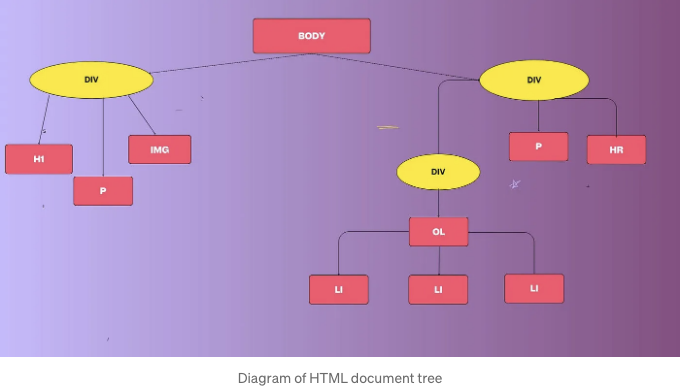 BODY
DIV
DIV
H1
P
IMG
DIV
P
HR
OL
LI
LI
LI
Diagram of HTML document tree